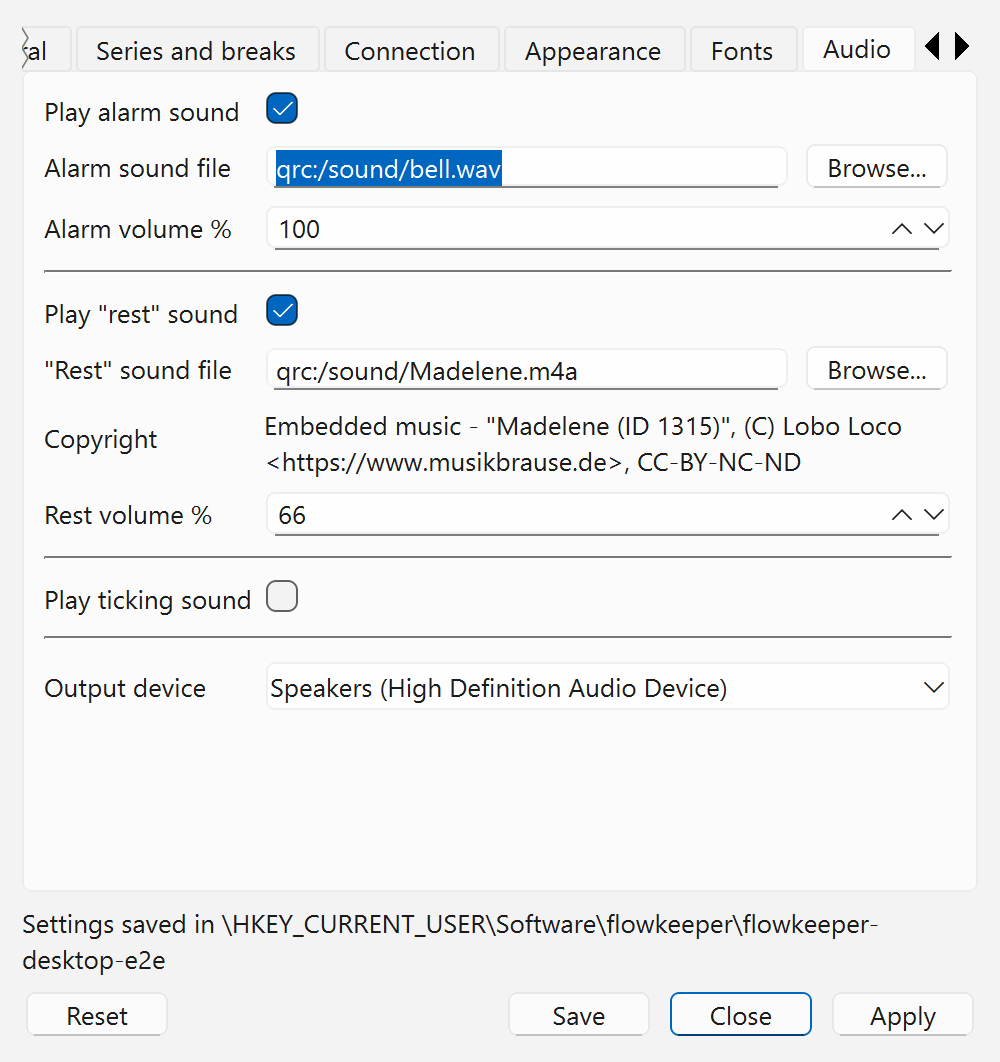 al Series and breaks Connection Appearance Fonts Audio
Play alarm sound
Alarm sound file qrc:/sound/bell.wav Browse...
Alarm volume % 100
Play "rest" sound
"Rest" sound file qrc:/sound/Madelene.m4a Browse...
Copyright Embedded music - "Madelene (ID 1315)", (C) Lobo Loco
<https://www.musikbrause.de>, CC-BY-NC-ND
Rest volume % 66
Play ticking sound
Output device Speakers (High Definition Audio Device)
Settings saved in \HKEY_CURRENT_USER\Software\flowkeeper\flowkeeper-
desktop-e2e
Reset Save Close Apply